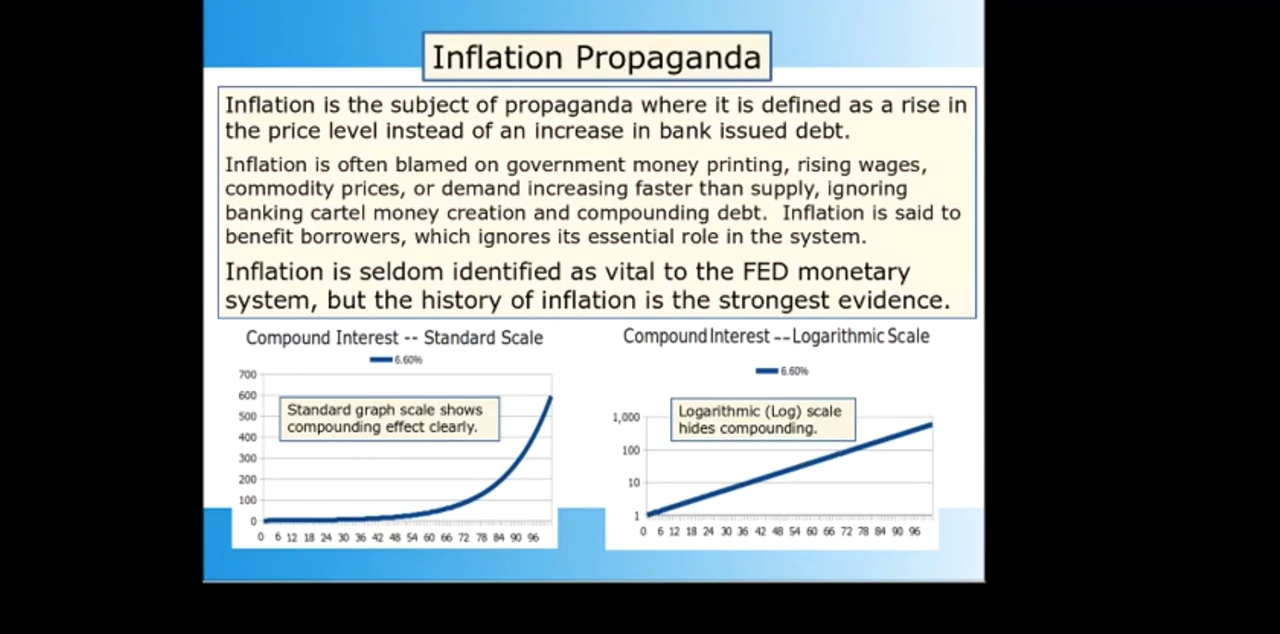 Inflation Propaganda
Inflation is the subject of propaganda where it is defined as a rise in
the price level instead of an increase in bank issued debt.
Inflation is often blamed on government money printing, rising wages,
commodity prices, or demand increasing faster than supply, ignoring
banking cartel money creation and compounding debt.  Inflation is said to
benefit borrowers, which ignores its essential role in the system.
Inflation is seldom identified as vital to the FED monetary
system, but the history of inflation is the strongest evidence.
Compound Interest -- Standard Scale
6.60%
700
600
500
400
300
200
100
0
Standard graph scale shows
compounding effect clearly.
0 6 12 18 24 30 36 42 48 54 60 66 72 78 84 90 96
Compound Interest -- Logarithmic Scale
6.60%
1,000
100
10
1
Logarithmic (Log) scale
hides compounding.
0 6 12 18 24 30 36 42 48 54 60 66 72 78 84 90 96